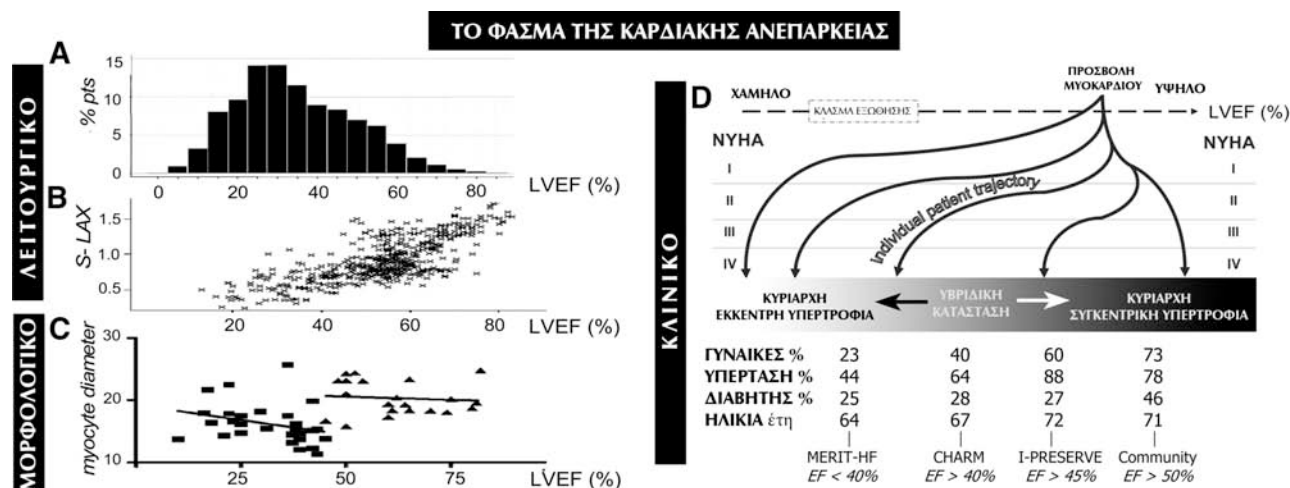 ΤΟ ΦΑΣΜΑ ΤΗΣ ΚΑΡΔΙΑΚΗΣ ΑΝΕΠΑΡΚΕΙΑΣ
ΛΕΙΤΟΥΡΓΙΚΟ
A
% pts
15
10
5
0
0 20 40 60 80
LVEF (%)
B
S- LAX
1.5
1.0
0.5
20 40 60 80
LVEF (%)
ΜΟΡΦΟΛΟΓΙΚΟ
C
myocyte diameter
30
20
10
25 50 75
LVEF (%)
ΚΛΙΝΙΚΟ
D
ΧΑΜΗΛΟ
ΚΛΑΣΜΑ ΕΞΩΘΗΣΗΣ
ΠΡΟΣΒΟΛΗ
ΜΥΟΚΑΡΔΙΟΥ
ΥΨΗΛΟ
LVEF (%)
NYHA NYHA
I I
II II
III III
IV IV
Individual patient trajectory
ΚΥΡΙΑΡΧΗ
ΕΚΚΕΝΤΡΗ ΥΠΕΡΤΡΟΦΙΑ
ΥΒΡΙΔΙΚΗ
ΚΑΤΑΣΤΑΣΗ
ΚΥΡΙΑΡΧΗ
ΣΥΓΚΕΝΤΡΙΚΗ ΥΠΕΡΤΡΟΦΙΑ
ΓΥΝΑΙΚΕΣ % 23 40 60 73
ΥΠΕΡΤΑΣΗ % 44 64 88 78
ΔΙΑΒΗΤΗΣ % 25 28 27 46
ΗΛΙΚΙΑ έτη 64 67 72 71
MERIT-HF CHARM I-PRESERVE Community
EF < 40% EF > 40% EF > 45% EF > 50%